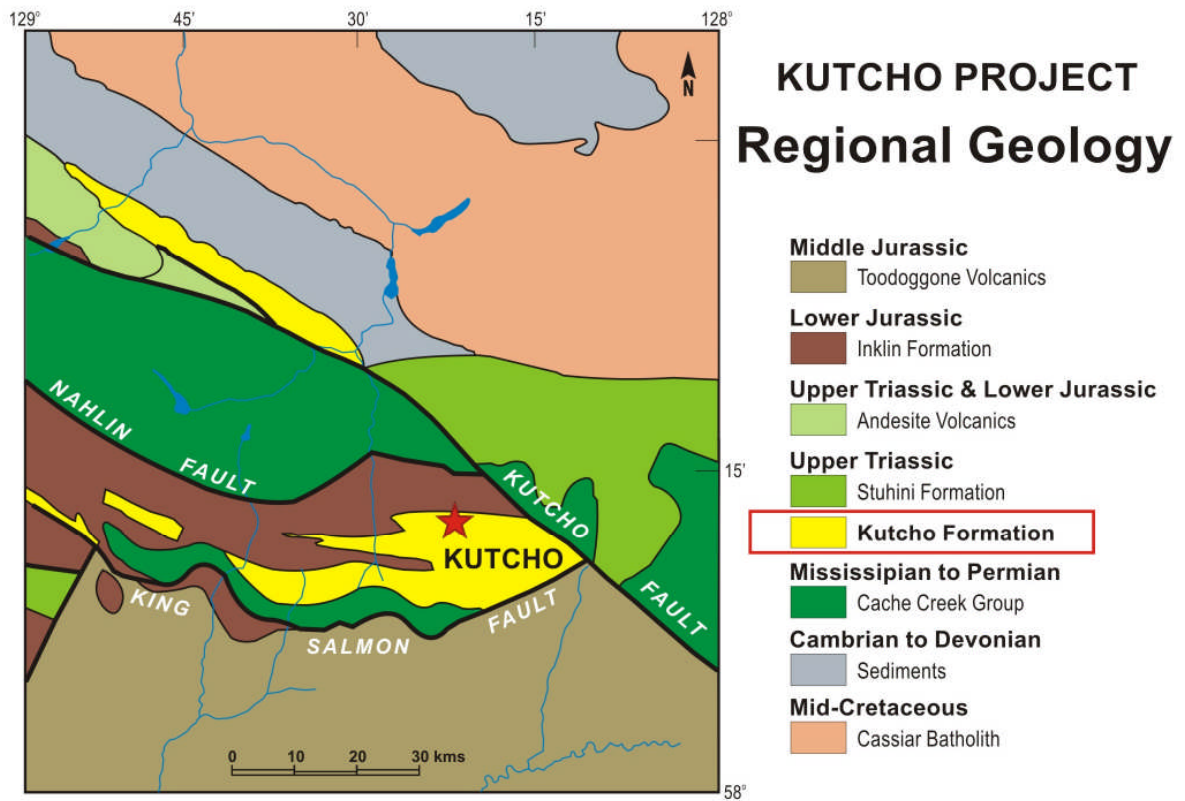 129°
45'
30'
15'
128°
N
KUTCHO PROJECT
Regional Geology
Middle Jurassic
Toodoggone Volcanics
Lower Jurassic
Inklin Formation
Upper Triassic & Lower Jurassic
Andesite Volcanics
Upper Triassic
Stuhini Formation
Kutcho Formation
Mississipian to Permian
Cache Creek Group
Cambrian to Devonian
Sediments
Mid-Cretaceous
Cassiar Batholith
NAHLIN
FAULT
KUTCHO
FAULT
15'
KUTCHO
KING
SALMON
FAULT
0 10 20 30 kms
58°